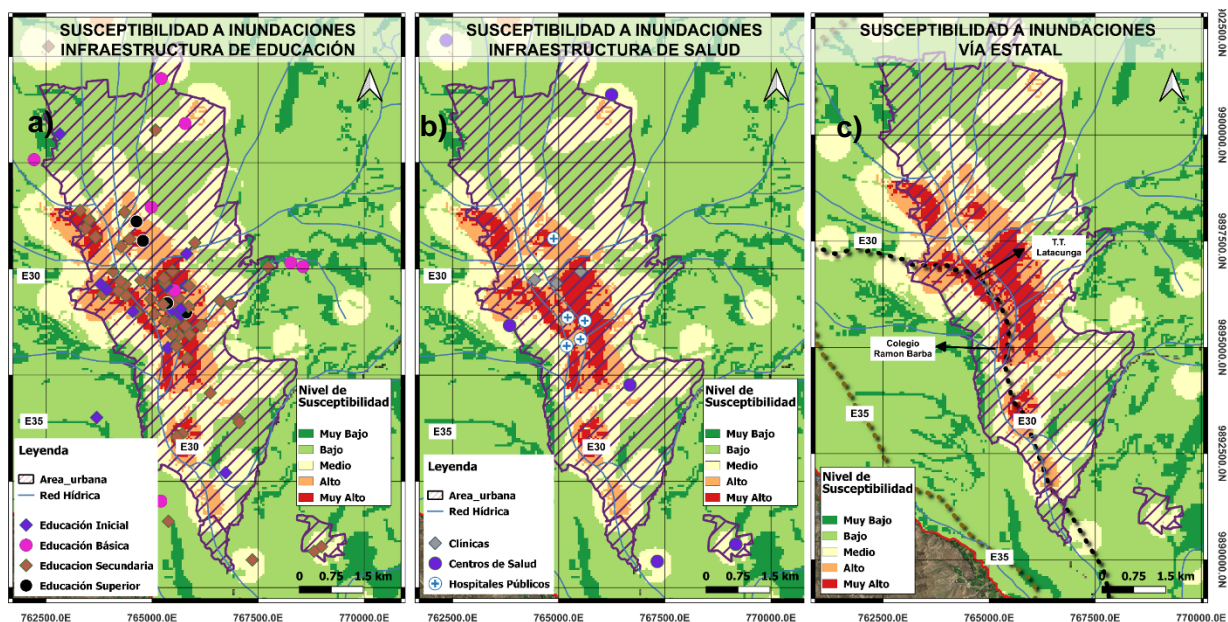 SUSCEPTIBILIDAD A INUNDACIONES
INFRAESTRUCTURA DE EDUCACIÓN
a)
E30
E35
E30
Nivel de
Susceptibilidad
Muy Bajo
Bajo
Medio
Alto
Muy Alto
Leyenda
Area_urbana
Red Hídrica
Educación Inicial
Educación Básica
Educacion Secundaria
Educación Superior
0 0.75 1.5 km
762500.0E
765000.0E
767500.0E
770000.0E
SUSCEPTIBILIDAD A INUNDACIONES
INFRAESTRUCTURA DE SALUD
b)
E30
E35
E30
Nivel de
Susceptibilidad
Muy Bajo
Bajo
Medio
Alto
Muy Alto
Leyenda
Area_urbana
Red Hídrica
Clínicas
Centros de Salud
Hospitales Públicos
0 0.75 1.5 km
762500.0E
765000.0E
767500.0E
770000.0E
SUSCEPTIBILIDAD A INUNDACIONES
VÍA ESTATAL
c)
E30
T.T.
Latacunga
Colegio
Ramon Barba
E30
E35
Nivel de
Susceptibilidad
Muy Bajo
Bajo
Medio
Alto
Muy Alto
0 0.75 1.5 km
762500.0E
765000.0E
767500.0E
770000.0E
9902500.0N
9900000.0N
9897500.0N
9895000.0N
9892500.0N
9890000.0N